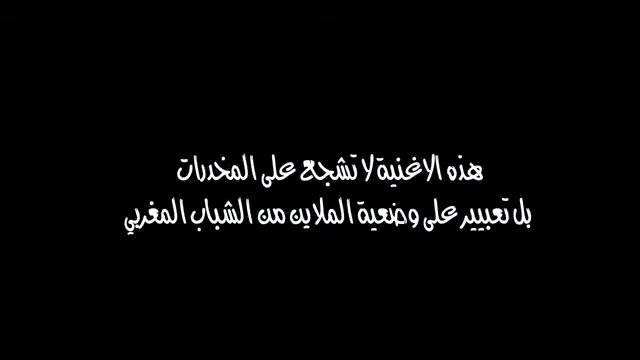 هذه الاغنية لا تشجع على المخدرات
بل تعبيير على وضعية الملاين من الشباب المغربي